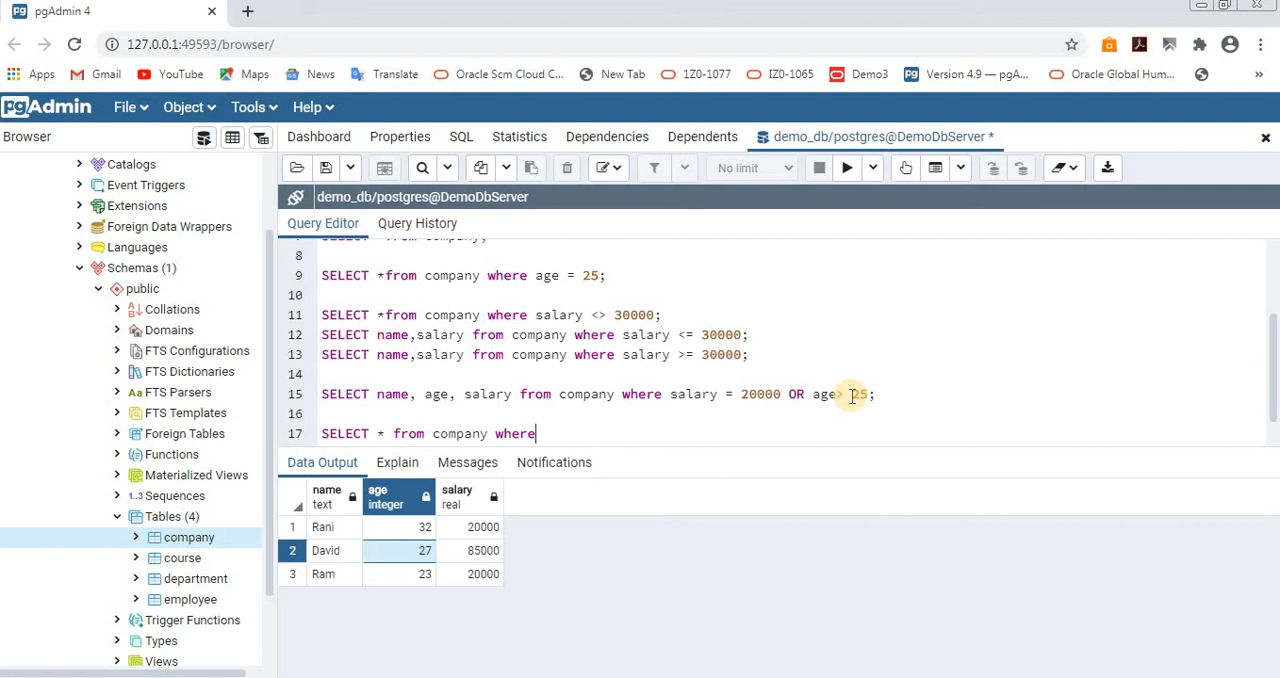 pgAdmin 4
127.0.0.1:49593/browser/
Apps Gmail YouTube Maps News Translate Oracle Scm Cloud C... New Tab 1Z0-1077 IZ0-1065 Demo3 Version 4.9 — pgA... Oracle Global Hum... »
pgAdmin File Object Tools Help
Browser Dashboard Properties SQL Statistics Dependencies Dependents demo_db/postgres@DemoDbServer *
No limit
demo_db/postgres@DemoDbServer
Query Editor Query History
Catalogs
Event Triggers
Extensions
Foreign Data Wrappers
Languages
Schemas (1)
public
Collations
Domains
FTS Configurations
FTS Dictionaries
FTS Parsers
FTS Templates
Foreign Tables
Functions
Materialized Views
Sequences
Tables (4)
company
course
department
employee
Trigger Functions
Types
Views
8
9 SELECT *from company where age = 25;
10
11 SELECT *from company where salary <> 30000;
12 SELECT name,salary from company where salary <= 30000;
13 SELECT name,salary from company where salary >= 30000;
14
15 SELECT name, age, salary from company where salary = 20000 OR age> 25;
16
17 SELECT * from company where
Data Output Explain Messages Notifications
name age salary
text integer real
1 Rani 32 20000
2 David 27 85000
3 Ram 23 20000